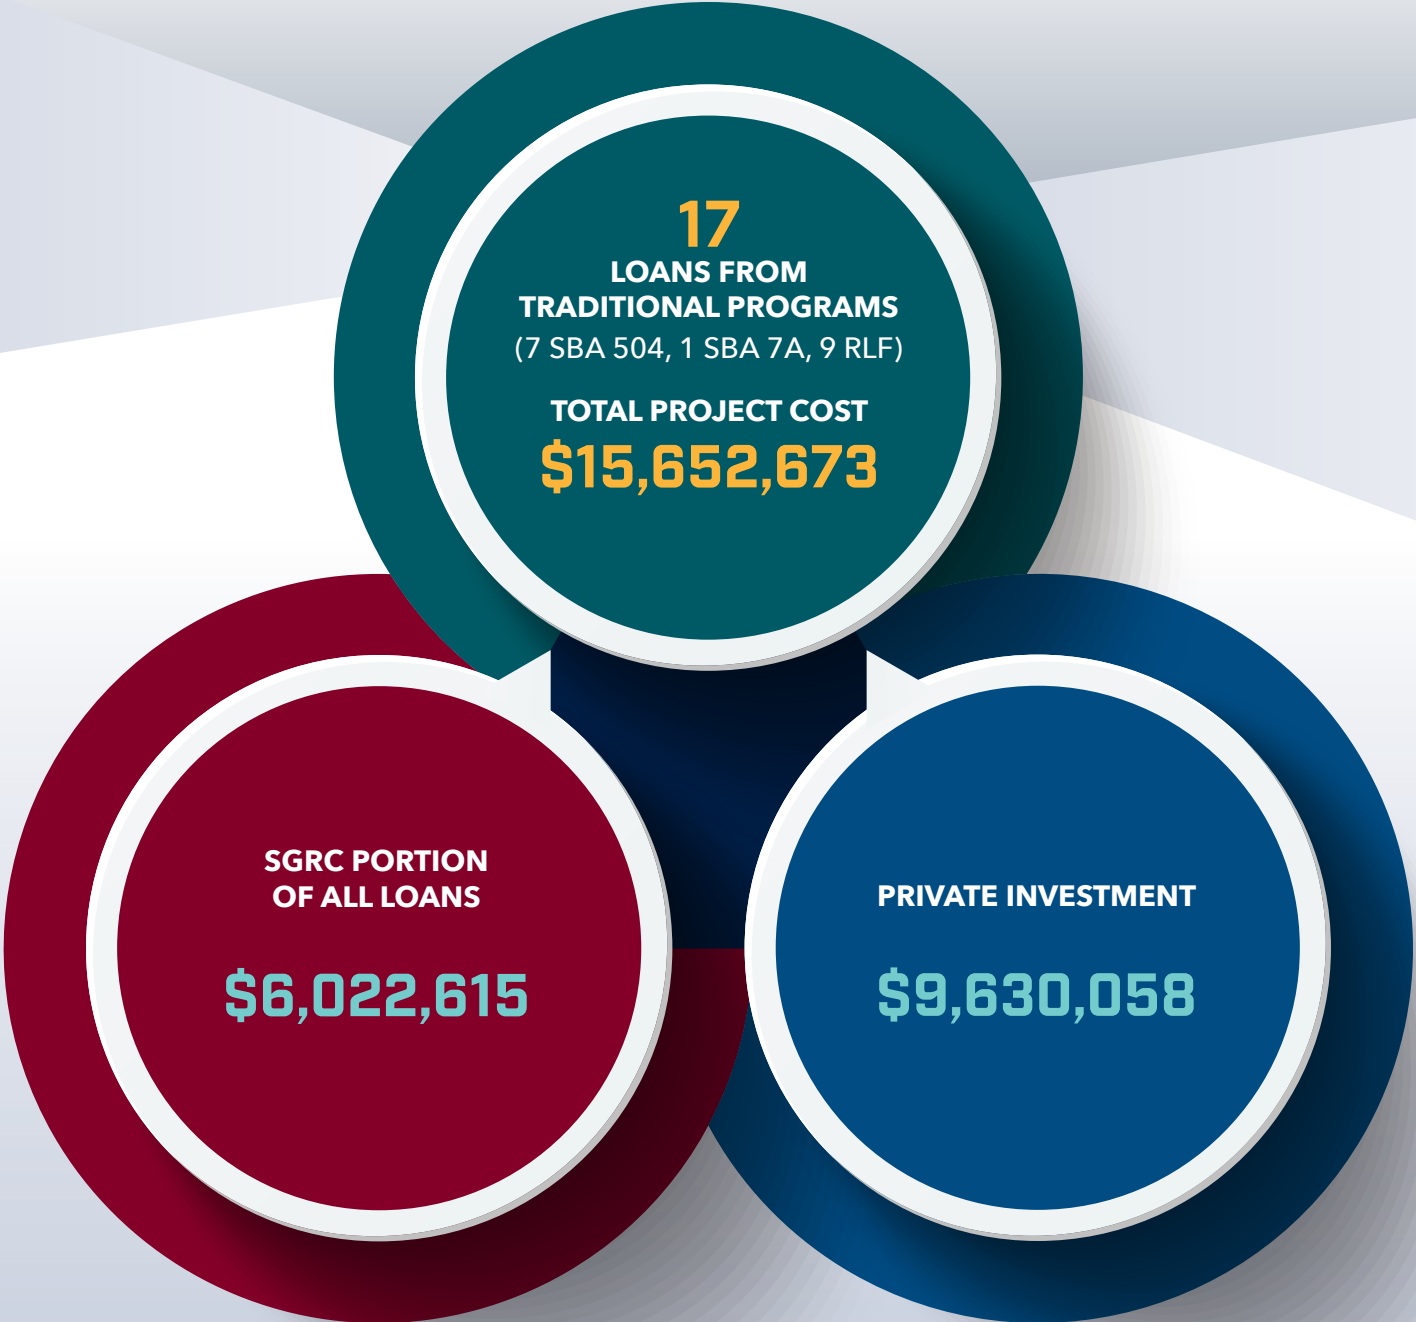 17
LOANS FROM
TRADITIONAL PROGRAMS
(7 SBA 504, 1 SBA 7A, 9 RLF)
TOTAL PROJECT COST
$15,652,673
SGRC PORTION
OF ALL LOANS
$6,022,615
PRIVATE INVESTMENT
$9,630,058